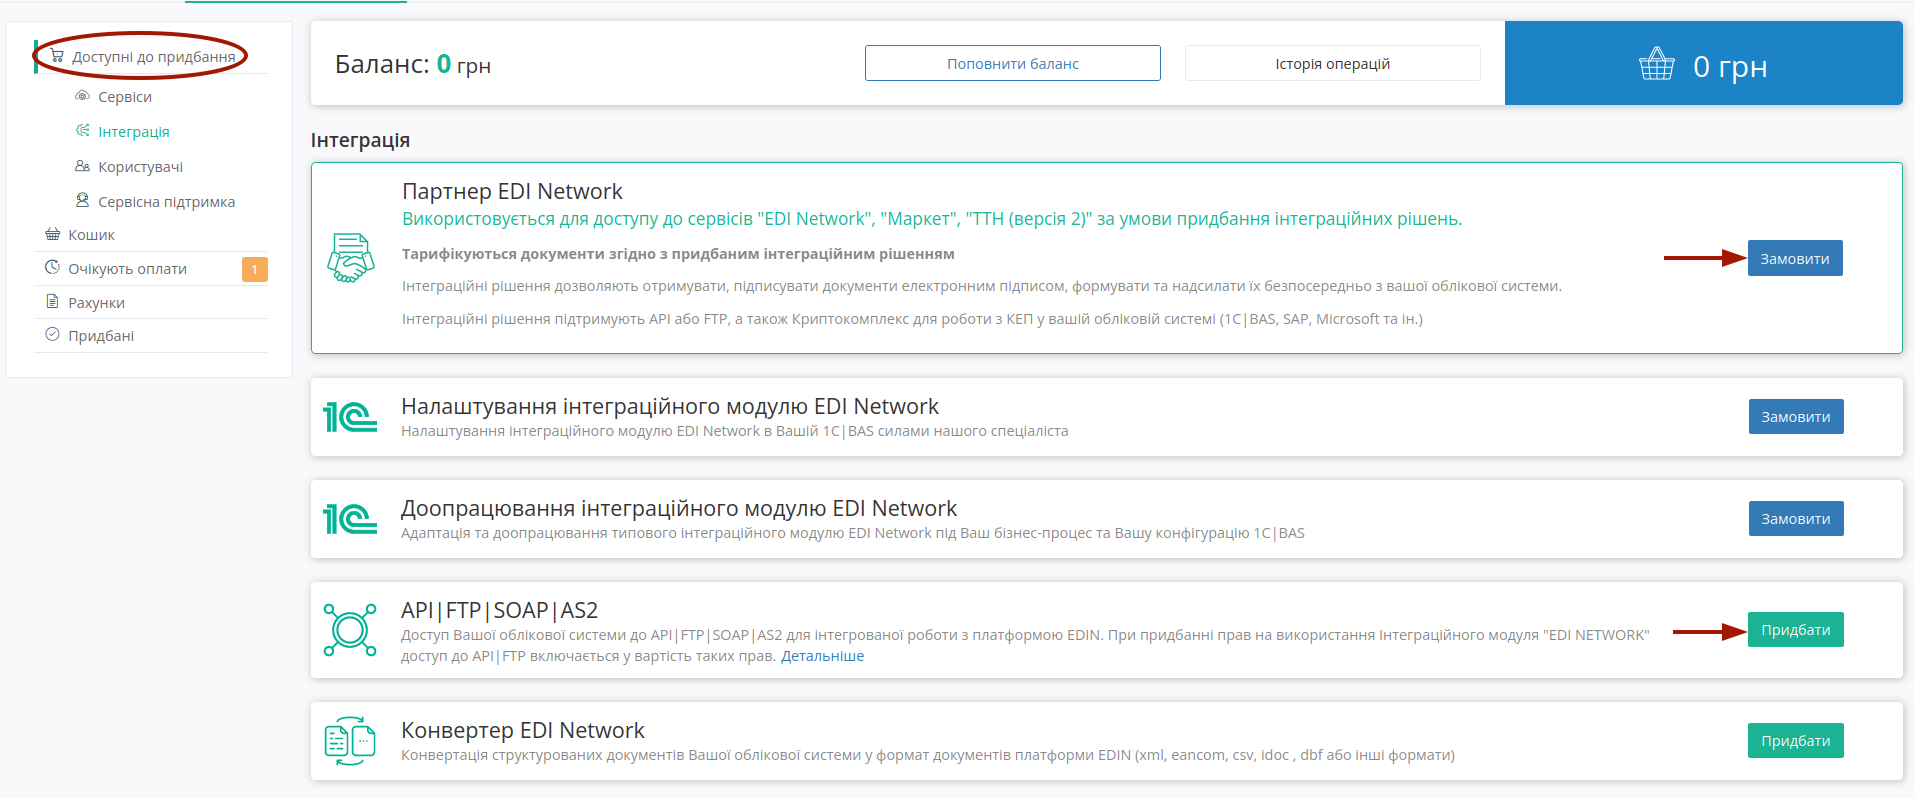 Доступні до придбання
Сервіси
Інтеграція
Користувачі
Сервісна підтримка
Кошик
Очікують оплати 1
Рахунки
Придбані
Баланс: 0 грн
Поповнити баланс
Історія операцій
0 грн
Інтеграція
Партнер EDI Network
Використовується для доступу до сервісів "EDI Network", "Маркет", "ТТН (версія 2)" за умови придбання інтеграційних рішень.
Тарифікуються документи згідно з придбаним інтеграційним рішенням
Інтеграційні рішення дозволяють отримувати, підписувати документи електронним підписом, формувати та надсилати їх безпосередньо з вашої облікової системи.
Інтеграційні рішення підтримують API або FTP, а також Криптокомплекс для роботи з КЕП у вашій обліковій системі (1С|BAS, SAP, Microsoft та ін.)
Замовити
1С
Налаштування інтеграційного модулю EDI Network
Налаштування інтеграційного модулю EDI Network в Вашій 1С|BAS силами нашого спеціаліста
Замовити
1С
Доопрацювання інтеграційного модулю EDI Network
Адаптація та доопрацювання типового інтеграційного модулю EDI Network під Ваш бізнес-процес та Вашу конфігурацію 1С|BAS
Замовити
API|FTP|SOAP|AS2
Доступ Вашої облікової системи до API|FTP|SOAP|AS2 для інтегрованої роботи з платформою EDIN. При придбанні прав на використання Інтеграційного модуля "EDI NETWORK"
доступ до API|FTP включається у вартість таких прав. Детальніше
Придбати
Конвертер EDI Network
Конвертація структурованих документів Вашої облікової системи у формат документів платформи EDIN (xml, eancom, csv, idoc , dbf або інші формати)
Придбати